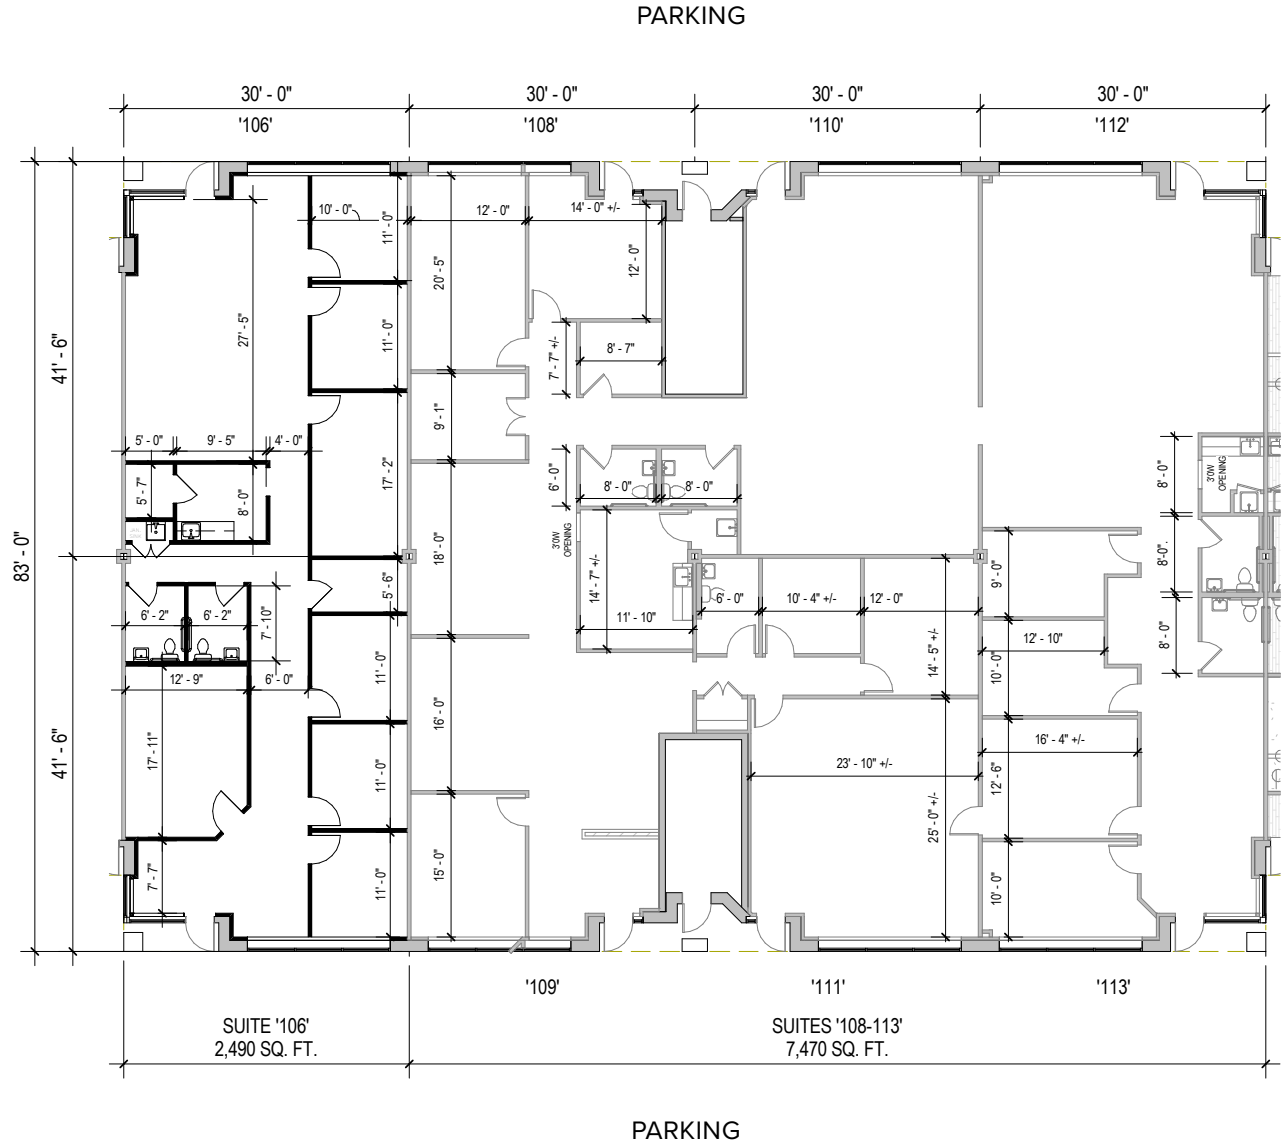 PARKING
30' - 0"
30' - 0"
30' - 0"
30' - 0"
'106'
'108'
'110'
'112'
10' - 0"
12' - 0"
14' - 0" +/-
11' - 0"
20' - 5"
12' - 0"
27' - 5"
11' - 0"
41' - 6"
7' - 7" +/-
8' - 7"
9' - 1"
5' - 0"
9' - 5"
4' - 0"
17' - 2"
6' - 0"
8' - 0"
8' - 0"
8' - 0"
3'0W
OPENING
5' - 7"
8' - 0"
83' - 0"
3'0W
OPENING
18' - 0"
8'-0".
14' - 7" +/-
9' - 0"
5' - 6"
6' - 0"
10' - 4" +/-
12' - 0"
6' - 2"
6' - 2"
7' - 10"
11' - 10"
12' - 10"
8' - 0"
14' - 5" +/-
10' - 0"
12' - 9"
6' - 0"
11' - 0"
16' - 0"
17' - 11"
41' - 6"
23' - 10" +/-
16' - 4" +/-
11' - 0"
12' - 6"
25' - 0" +/-
7' - 7"
11' - 0"
15' - 0"
10' - 0"
'109'
'111'
'113'
SUITE '106'
2,490 SQ. FT.
SUITES '108-113'
7,470 SQ. FT.
PARKING